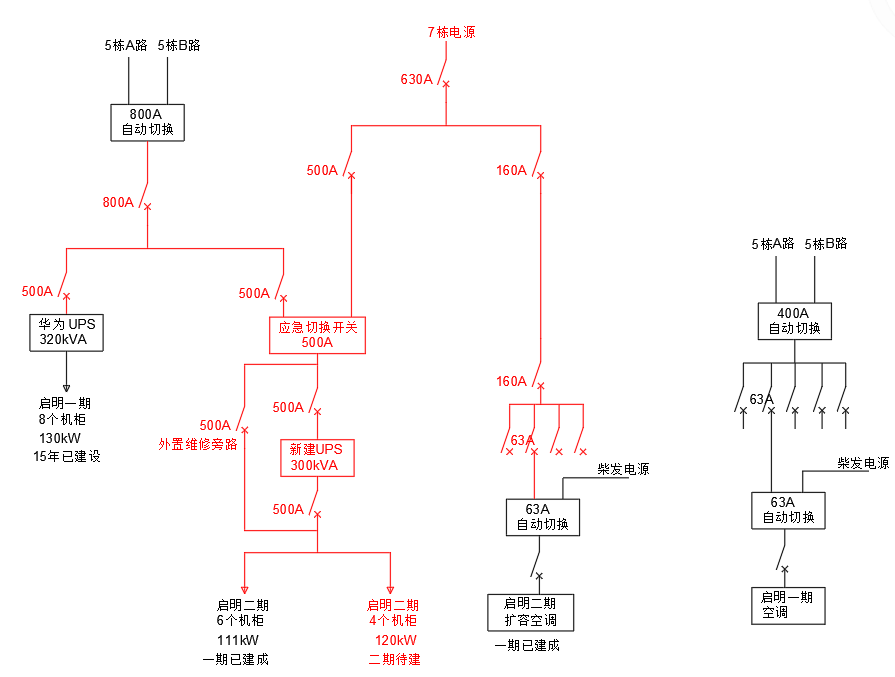 7栋电源
630A
5栋A路 5栋B路
800A
自动切换
800A
500A
160A
500A
华为 UPS
320kVA
启明一期
8个机柜
130kW
15年已建设
500A
应急切换开关
500A
500A
外置维修旁路
500A
新建UPS
300kVA
500A
启明二期
6个机柜
111kW
一期已建成
启明二期
4个机柜
120kW
二期待建
160A
63A
柴发电源
63A
自动切换
启明二期
扩容空调
一期已建成
5栋A路 5栋B路
400A
自动切换
63A
柴发电源
63A
自动切换
启明一期
空调